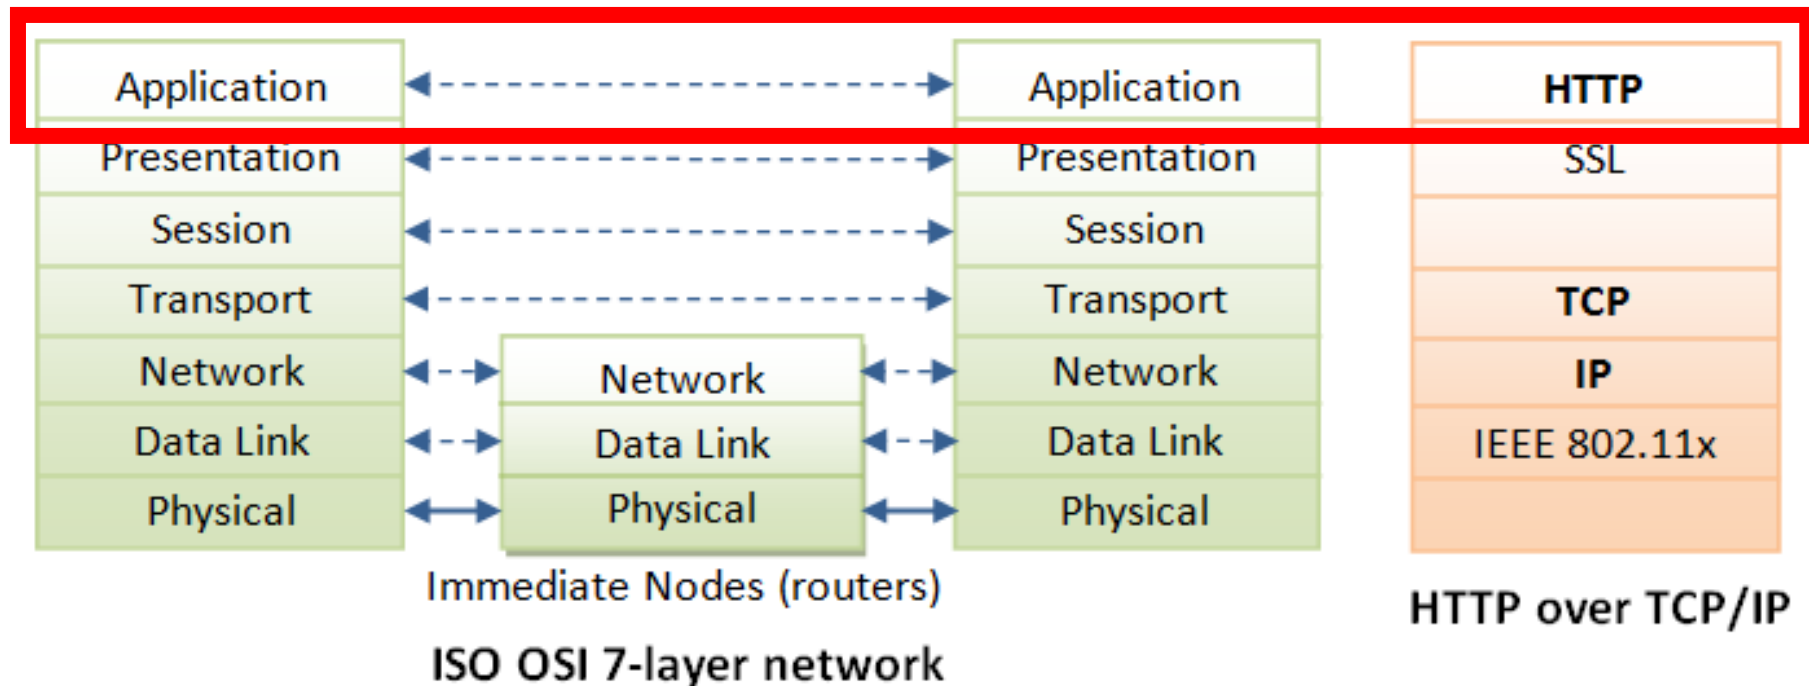 Application
Application
HTTP
Presentation
Presentation
SSL
Session
Session
Transport
Transport
TCP
Network
Network
Network
IP
Data Link
Data Link
Data Link
IEEE 802.11x
Physical
Physical
Physical
Immediate Nodes (routers)
HTTP over TCP/IP
ISO OSI 7-layer network